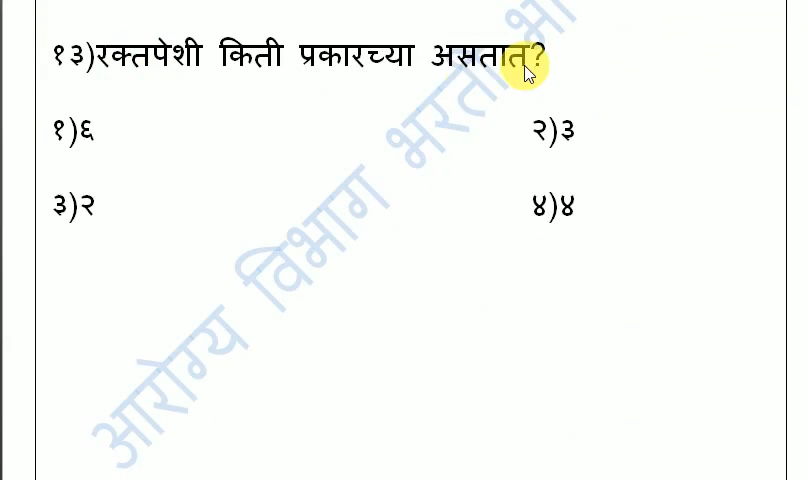 १३)रक्तपेशी किती प्रकारच्या असतात?
१)६ २)३
३)२ ४)४
आरोग्य विभाग भरती